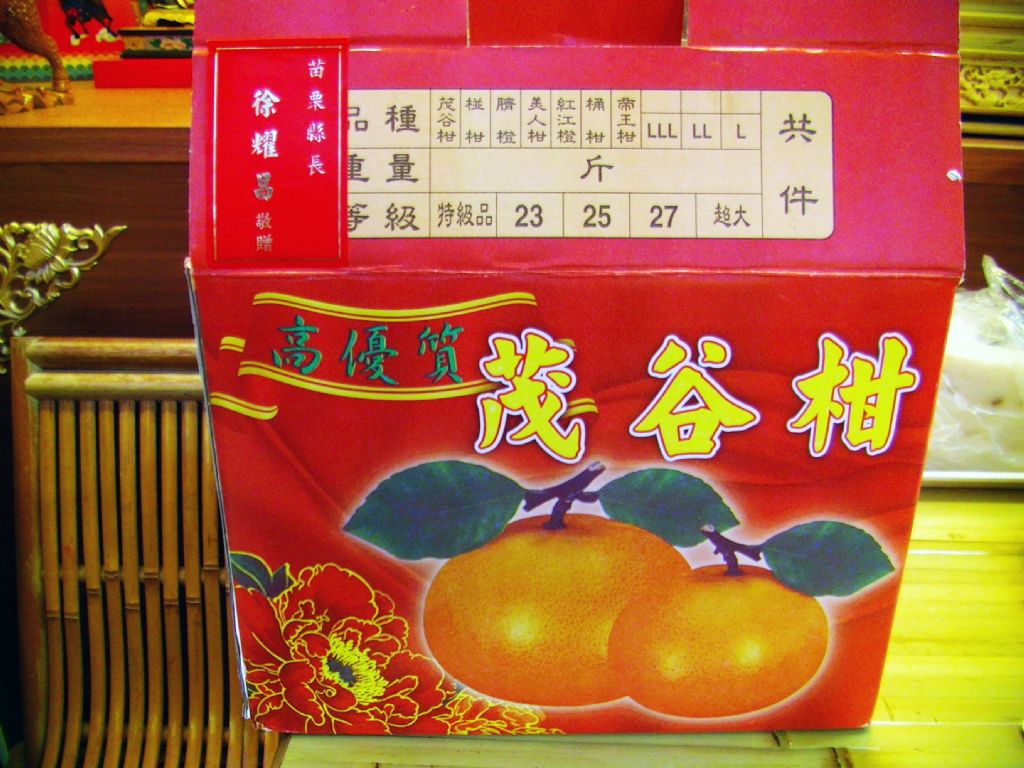 苗栗縣長
徐耀昌 敬贈
品種 茂谷柑 椪柑 臍橙 美人柑 紅江橙 桶柑 帝王柑 LLL LL L
重量 斤
等級 特級品 23 25 27 超大
共件
高優質
茂谷柑